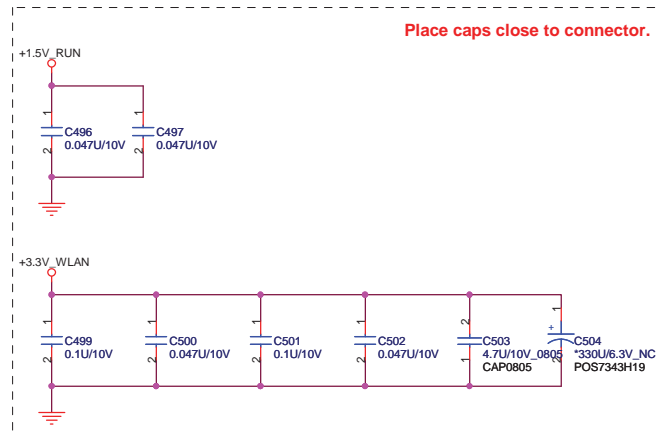 Place caps close to connector.
+1.5V_RUN
1
1
C496
0.047U/10V
C497
0.047U/10V
2
2
+3.3V_WLAN
1
1
1
1
2
1
C499
0.1U/10V
C500
0.047U/10V
C501
0.1U/10V
C502
0.047U/10V
C503
4.7U/10V_0805
CAP0805
+
C504
*330U/6.3V_NC
POS7343H19
2
2
2
2
1
2